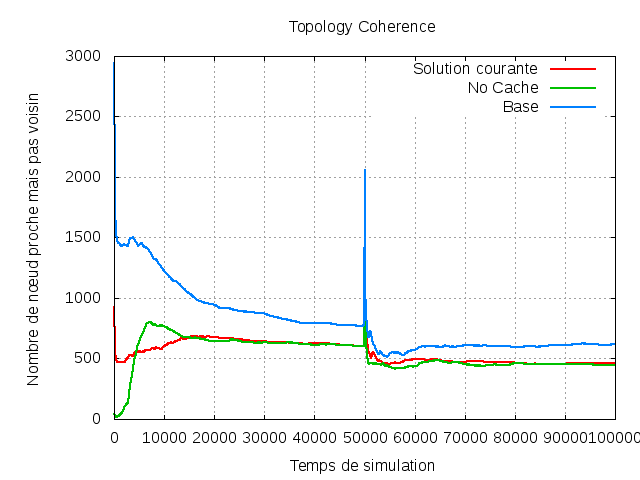 Topology Coherence
Nombre de nœud proche mais pas voisin
3000
2500
2000
1500
1000
500
0
Solution courante
No Cache
Base
0 10000 20000 30000 40000 50000 60000 70000 80000 90000 100000
Temps de simulation